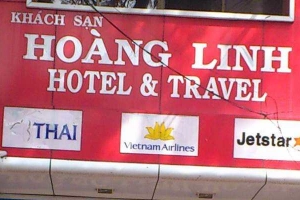 KHÁCH SẠN
HOÀNG LINH
HOTEL & TRAVEL
THAI
Vietnam Airlines
Jetstar